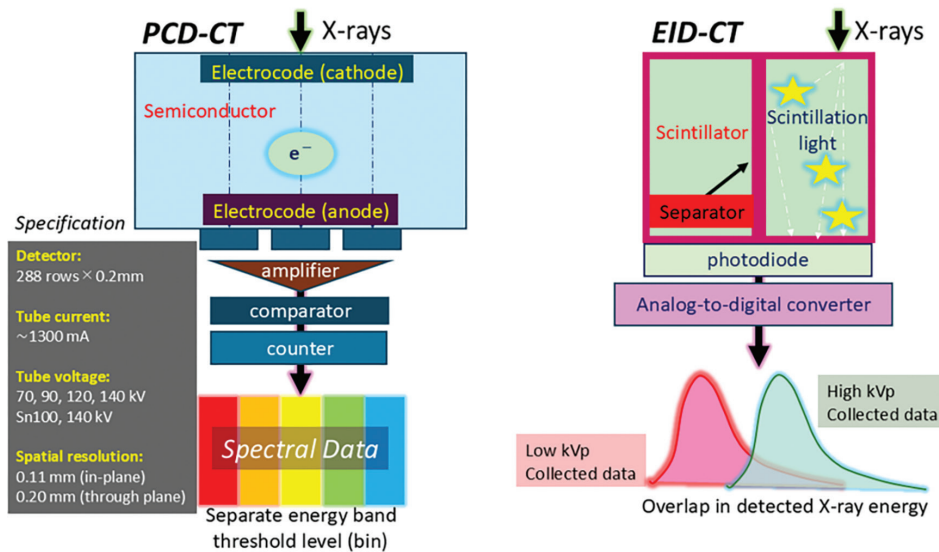 PCD-CT
X-rays
Electrocode (cathode)
Semiconductor
e⁻
Electrocode (anode)
amplifier
comparator
counter
Spectral Data
Separate energy band
threshold level (bin)
Specification
Detector:
288 rows × 0.2mm
Tube current:
~1300 mA
Tube voltage:
70, 90, 120, 140 kV
Sn100, 140 kV
Spatial resolution:
0.11 mm (in-plane)
0.20 mm (through plane)
EID-CT
X-rays
Scintillator
Scintillation
light
Separator
photodiode
Analog-to-digital converter
High kVp
Collected data
Low kVp
Collected data
Overlap in detected X-ray energy